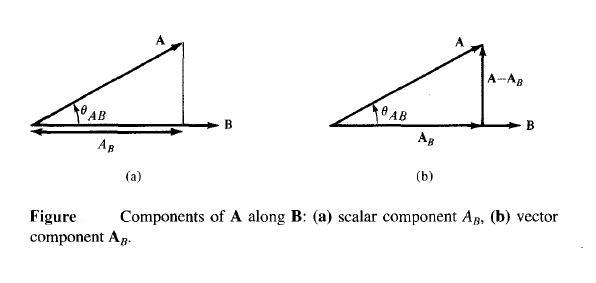 A
θAB
B
AB
(a)
A
A–AB
θAB
B
AB
(b)
Figure Components of A along B: (a) scalar component AB, (b) vector
component AB.